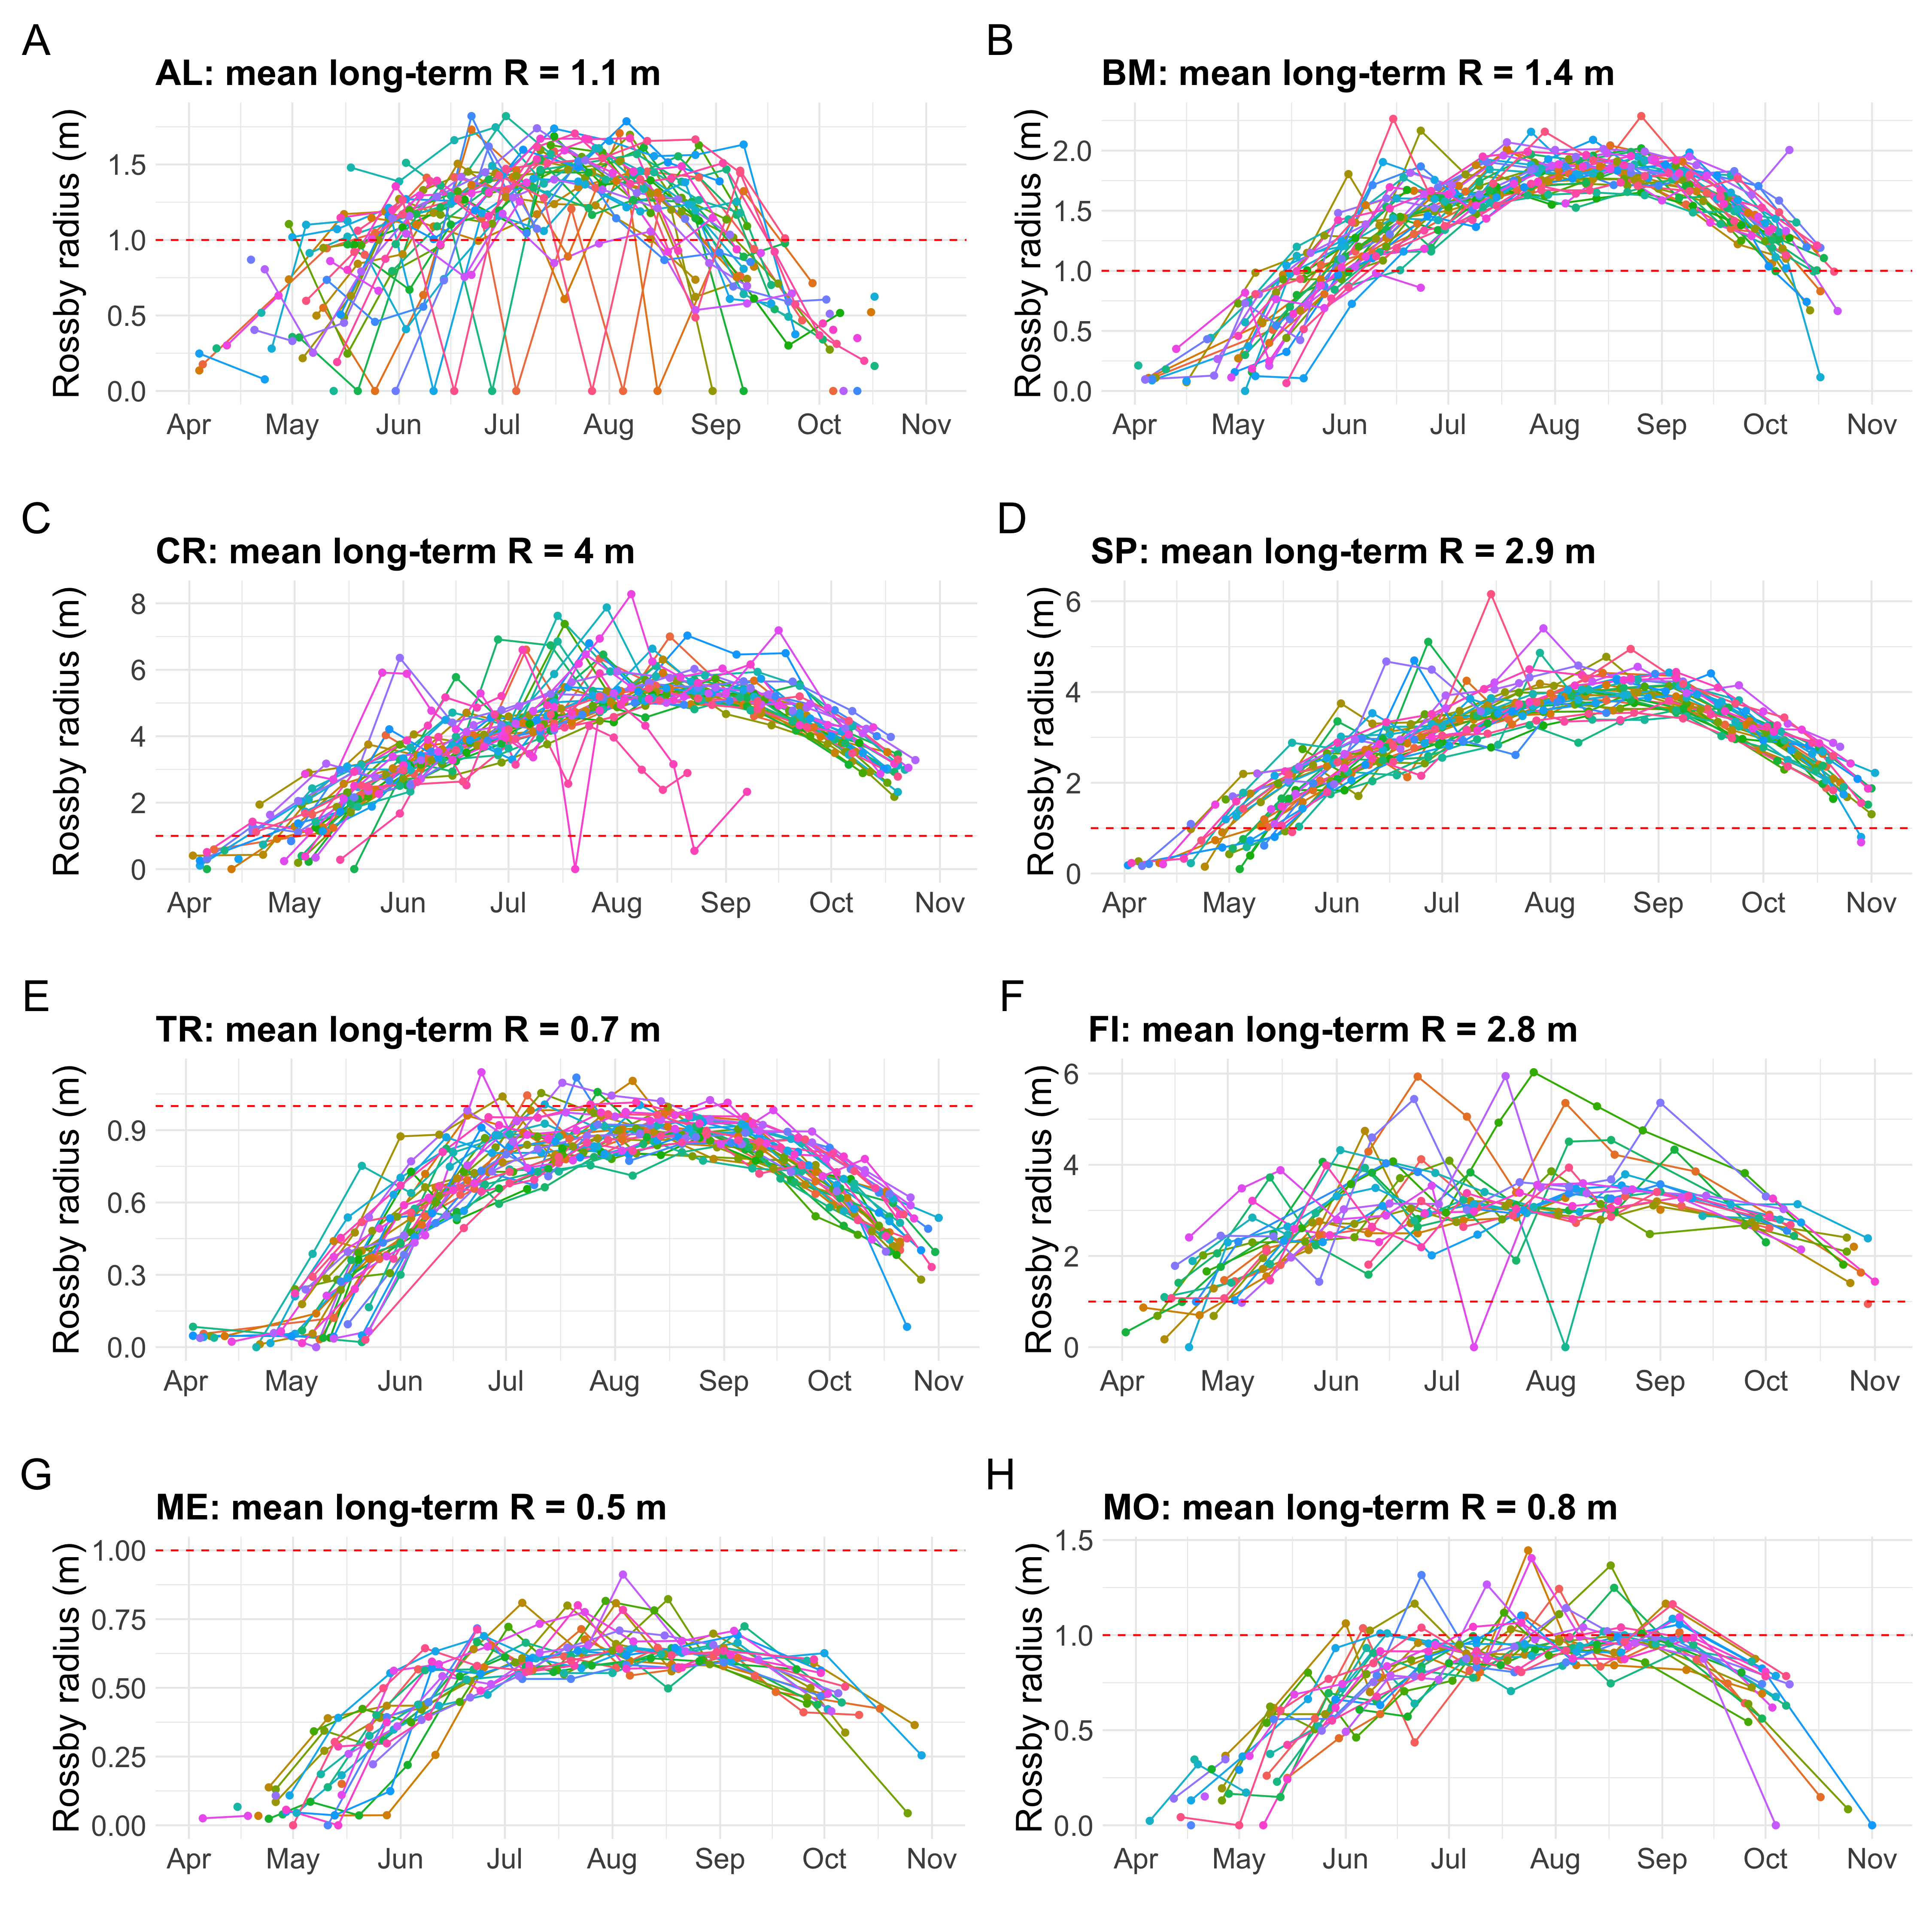 A
AL: mean long-term R = 1.1 m
Rossby radius (m)
1.5
1.0
0.5
0.0
Apr May Jun Jul Aug Sep Oct Nov
B
BM: mean long-term R = 1.4 m
Rossby radius (m)
2.0
1.5
1.0
0.5
0.0
Apr May Jun Jul Aug Sep Oct Nov
C
CR: mean long-term R = 4 m
Rossby radius (m)
8
6
4
2
0
Apr May Jun Jul Aug Sep Oct Nov
D
SP: mean long-term R = 2.9 m
Rossby radius (m)
6
4
2
0
Apr May Jun Jul Aug Sep Oct Nov
E
TR: mean long-term R = 0.7 m
Rossby radius (m)
0.9
0.6
0.3
0.0
Apr May Jun Jul Aug Sep Oct Nov
F
FI: mean long-term R = 2.8 m
Rossby radius (m)
6
4
2
0
Apr May Jun Jul Aug Sep Oct Nov
G
ME: mean long-term R = 0.5 m
Rossby radius (m)
1.00
0.75
0.50
0.25
0.00
Apr May Jun Jul Aug Sep Oct Nov
H
MO: mean long-term R = 0.8 m
Rossby radius (m)
1.5
1.0
0.5
0.0
Apr May Jun Jul Aug Sep Oct Nov